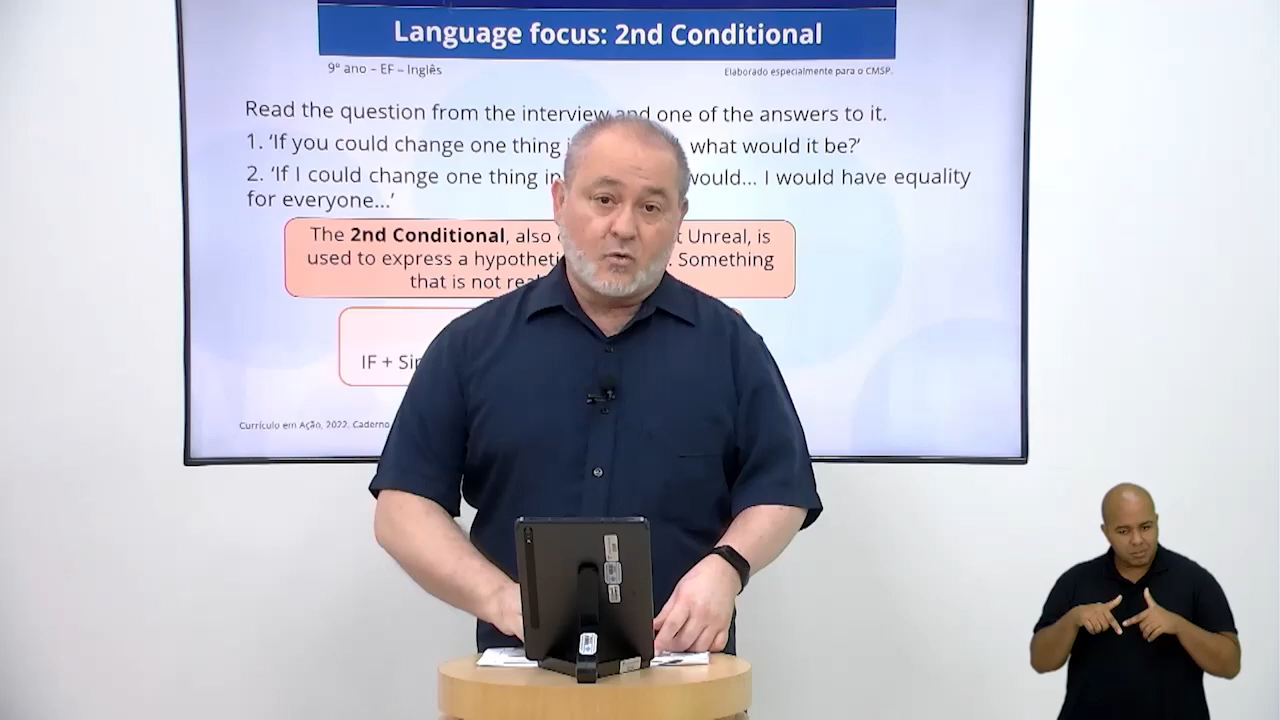 Language focus: 2nd Conditional
9º ano – EF – Inglês
Elaborado especialmente para o CMSP.
Read the question from the interview and one of the answers to it.
1. ‘If you could change one thing what would it be?’
2. ‘If I could change one thing in would... I would have equality
for everyone...’
The 2nd Conditional, also Unreal, is
used to express a Something
that is not
IF +
Currículo em Ação, 2022. Caderno